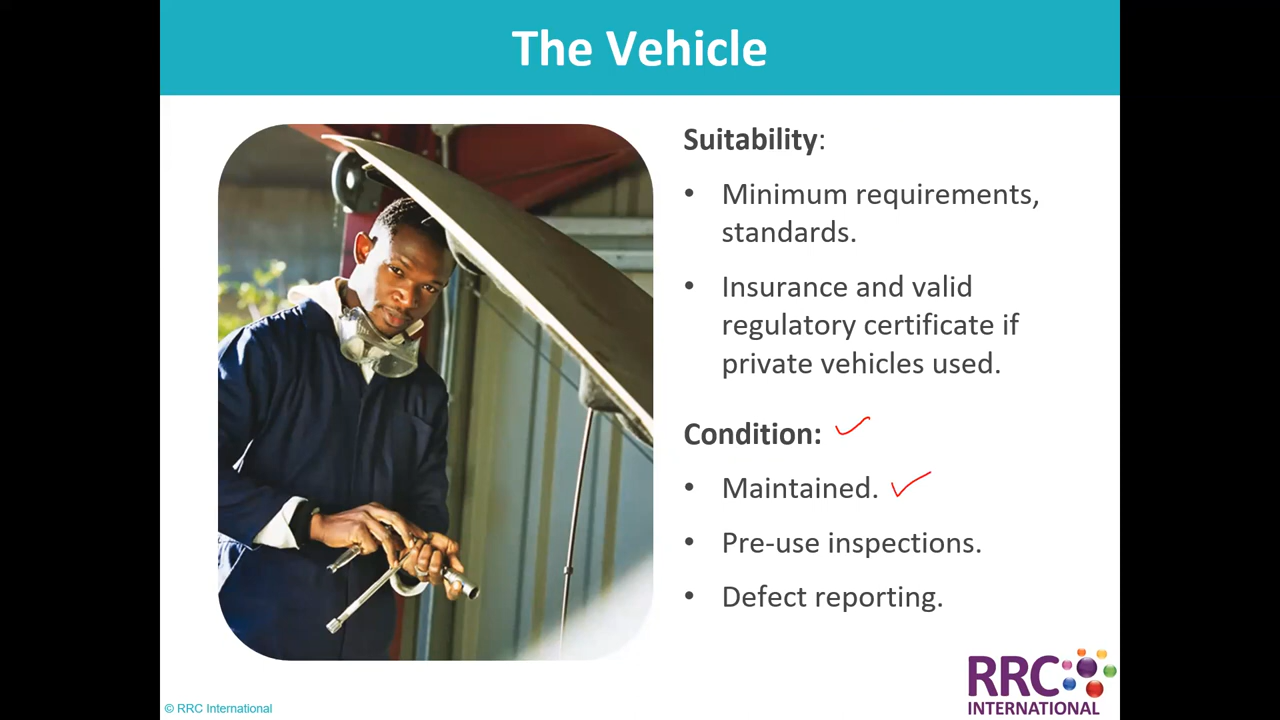 The Vehicle
Suitability:
• Minimum requirements,
standards.
• Insurance and valid
regulatory certificate if
private vehicles used.
Condition:
• Maintained.
• Pre-use inspections.
• Defect reporting.
RRC
INTERNATIONAL
© RRC International